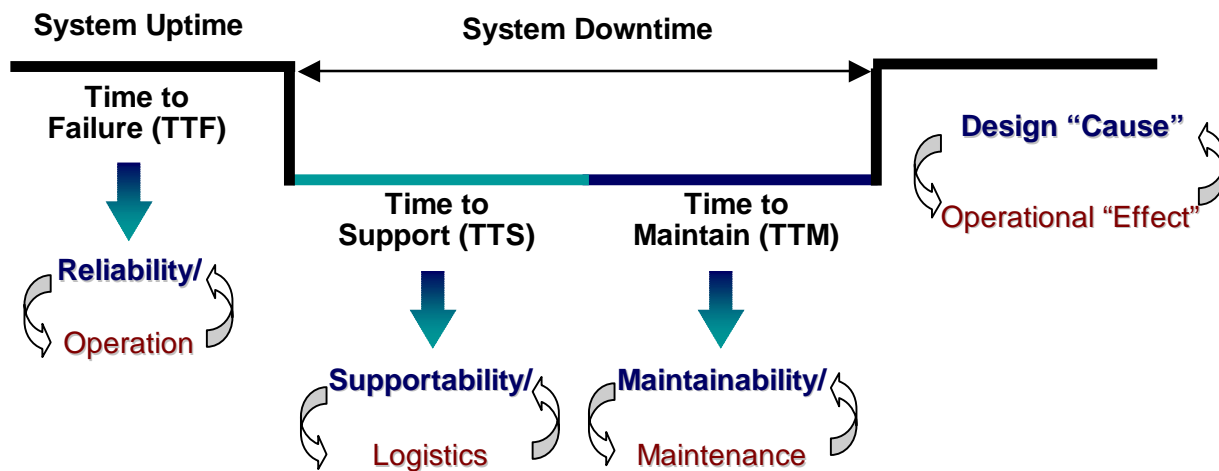 System Uptime
System Downtime
Time to
Failure (TTF)
Design “Cause”
Operational “Effect”
Time to
Support (TTS)
Time to
Maintain (TTM)
Reliability/
Operation
Supportability/
Logistics
Maintainability/
Maintenance